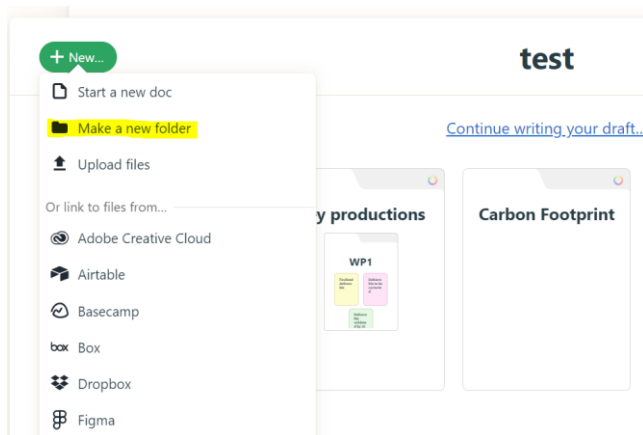 + New...
test
Start a new doc
Make a new folder
Continue writing your draft...
Upload files
Or link to files from...
Adobe Creative Cloud
y productions
Carbon Footprint
WP1
Airtable
Basecamp
box Box
Dropbox
Figma